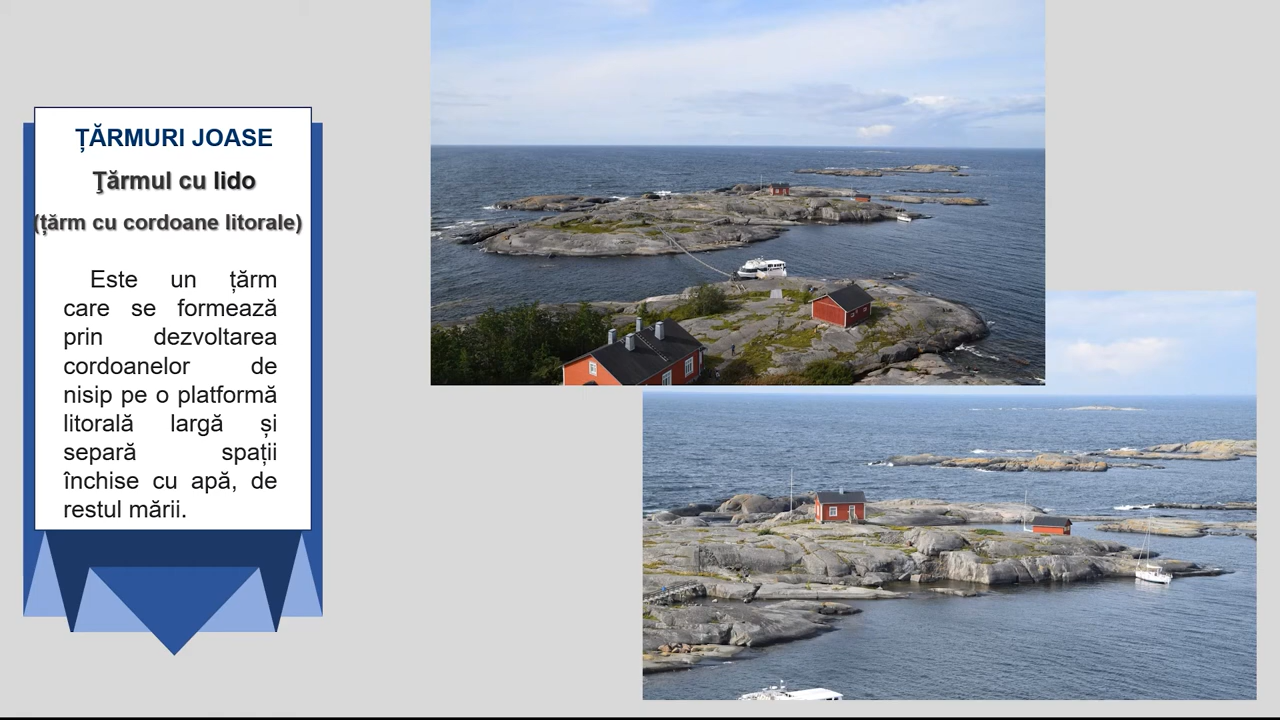 ȚĂRMURI JOASE
Ţărmul cu lido
(țărm cu cordoane litorale)
Este un țărm
care se formează
prin dezvoltarea
cordoanelor de
nisip pe o platformă
litorală largă și
separă spații
închise cu apă, de
restul mării.